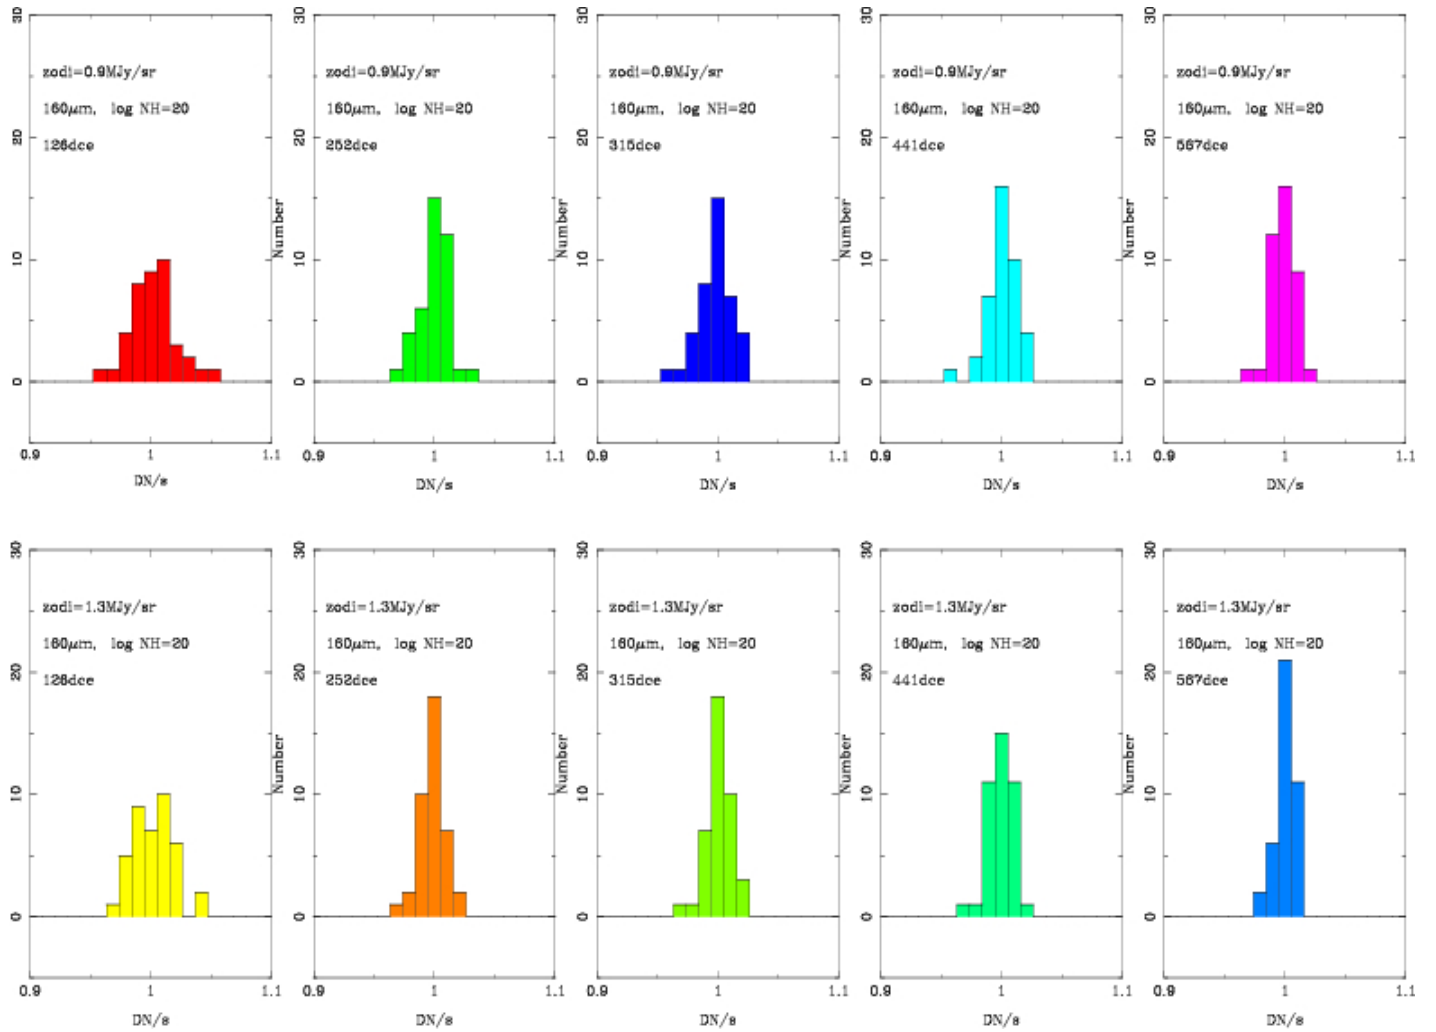 30 30 30 30 30
zodi=0.9MJy/sr zodi=0.9MJy/sr zodi=0.9MJy/sr zodi=0.9MJy/sr zodi=0.9MJy/sr
160μm, log NH=20 160μm, log NH=20 160μm, log NH=20 160μm, log NH=20 160μm, log NH=20
20 20 20 20 20
126dce 252dce 315dce 441dce 567dce
Number Number Number Number
10 10 10 10 10
0 0 0 0 0
0.9 1 1.1 0.9 1 1.1 0.9 1 1.1 0.9 1 1.1 0.9 1 1.1
DN/s DN/s DN/s DN/s DN/s
30 30 30 30 30
zodi=1.3MJy/sr zodi=1.3MJy/sr zodi=1.3MJy/sr zodi=1.3MJy/sr zodi=1.3MJy/sr
160μm, log NH=20 160μm, log NH=20 160μm, log NH=20 160μm, log NH=20 160μm, log NH=20
20 20 20 20 20
126dce 252dce 315dce 441dce 567dce
Number Number Number Number
10 10 10 10 10
0 0 0 0 0
0.9 1 1.1 0.9 1 1.1 0.9 1 1.1 0.9 1 1.1 0.9 1 1.1
DN/s DN/s DN/s DN/s DN/s